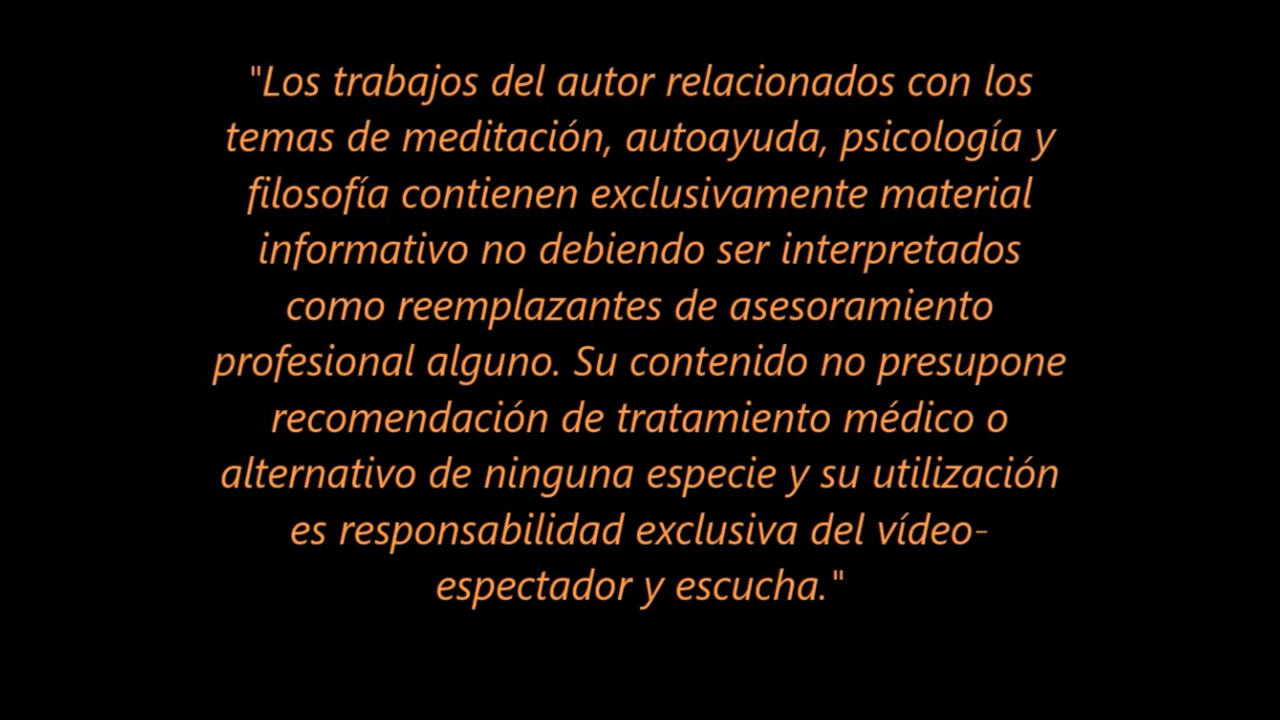 "Los trabajos del autor relacionados con los
temas de meditación, autoayuda, psicología y
filosofía contienen exclusivamente material
informativo no debiendo ser interpretados
como reemplazantes de asesoramiento
profesional alguno. Su contenido no presupone
recomendación de tratamiento médico o
alternativo de ninguna especie y su utilización
es responsabilidad exclusiva del vídeo-
espectador y escucha."